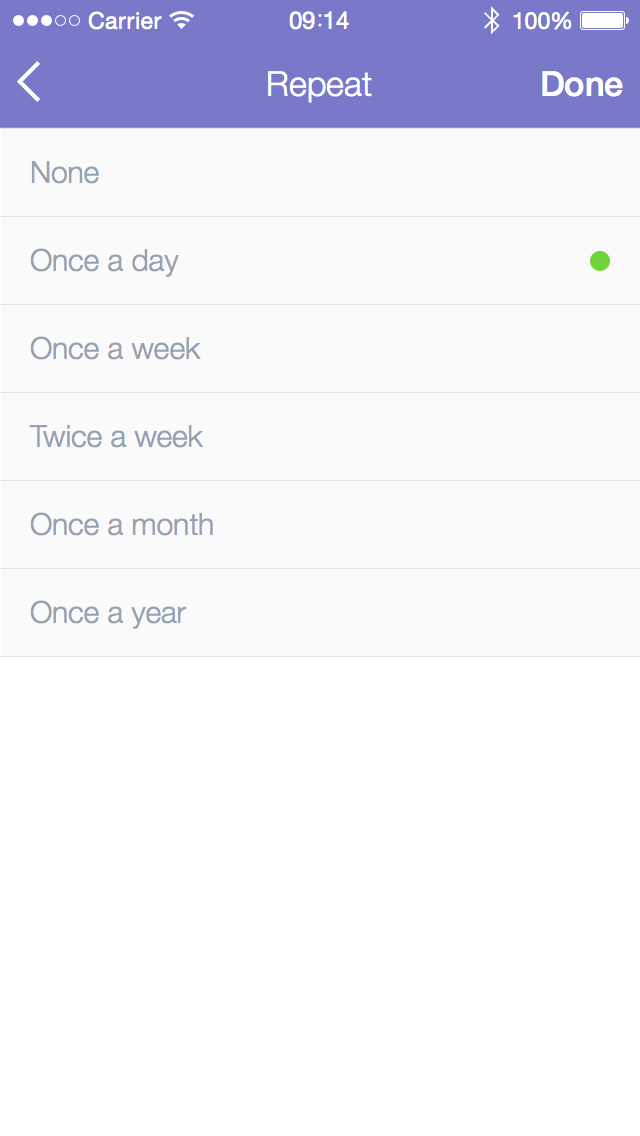 Carrier 09:14 100%
Repeat Done
None
Once a day
Once a week
Twice a week
Once a month
Once a year